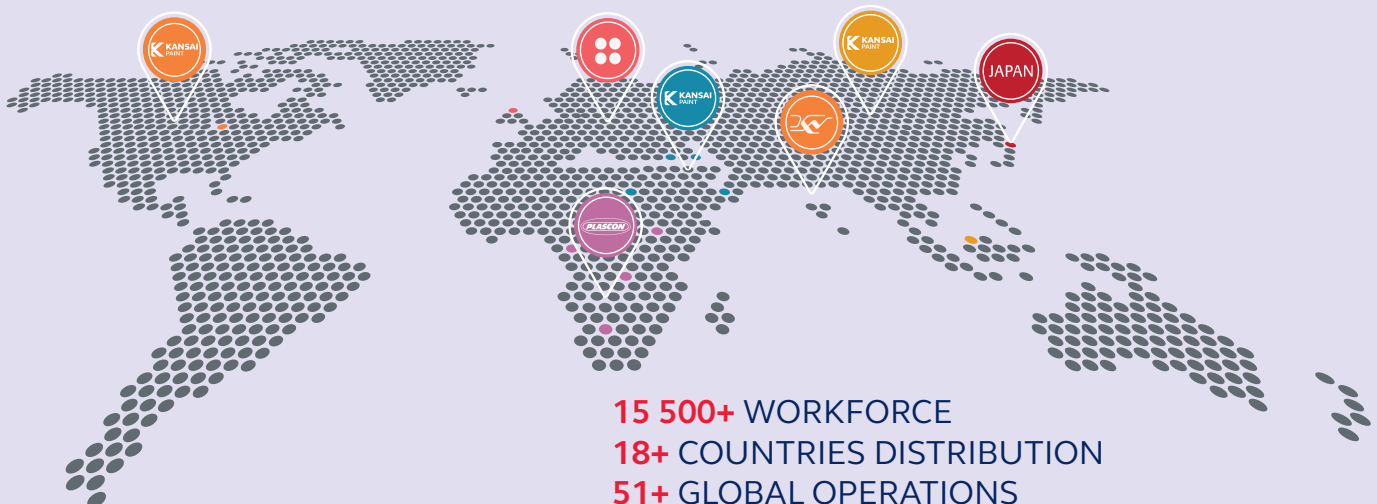 KANSAI
PAINT
KANSAI
PAINT
JAPAN
KANSAI
PAINT
PLASCON
15 500+ WORKFORCE
18+ COUNTRIES DISTRIBUTION
51+ GLOBAL OPERATIONS